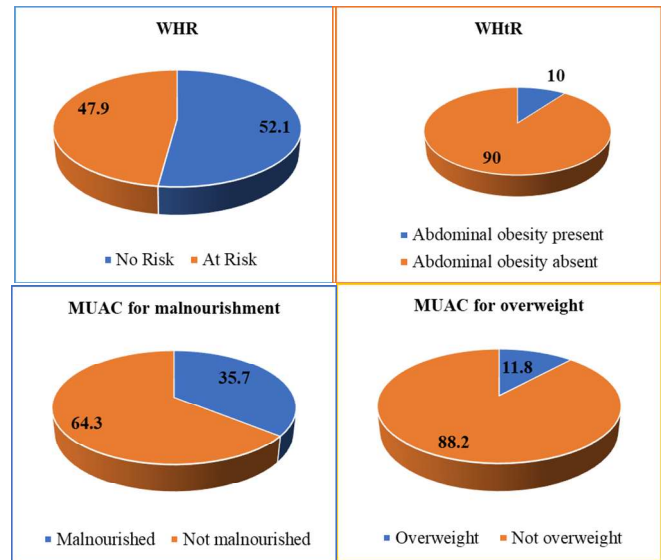 WHR
47.9
52.1
No Risk At Risk
WHtR
10
90
Abdominal obesity present
Abdominal obesity absent
MUAC for malnourishment
35.7
64.3
Malnourished Not malnourished
MUAC for overweight
11.8
88.2
Overweight Not overweight